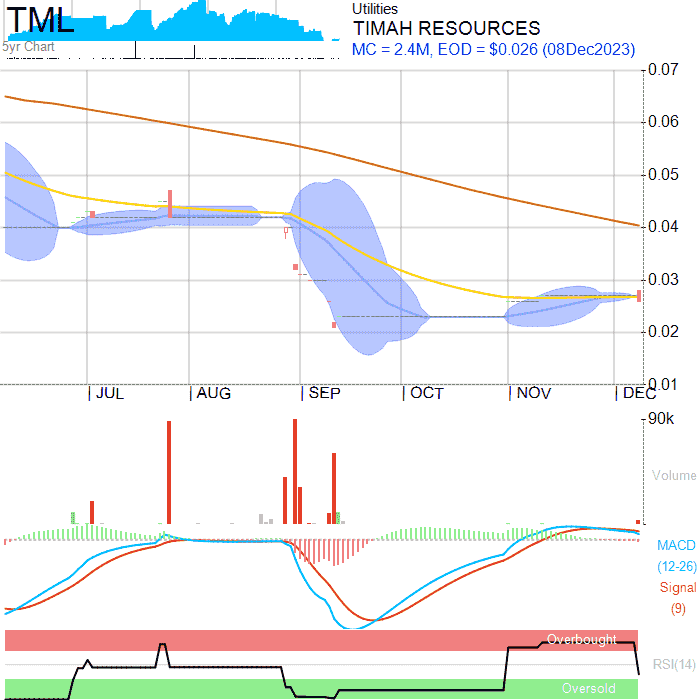 TML
5yr Chart
Utilities
TIMAH RESOURCES
MC = 2.4M, EOD = $0.026 (08Dec2023)
0.07
0.06
0.05
0.04
0.03
0.02
0.01
JUL AUG SEP OCT NOV DEC
90k
Volume
MACD
(12-26)
Signal
(9)
Overbought
RSI(14)
Oversold